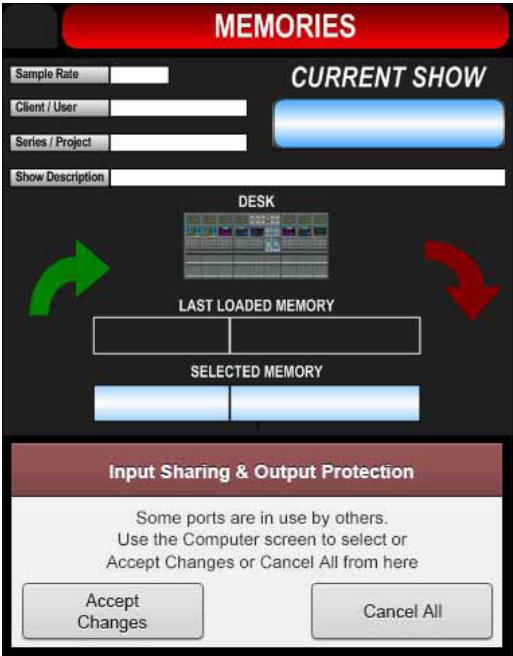 MEMORIES
Sample Rate
CURRENT SHOW
Client / User
Series / Project
Show Description
DESK
LAST LOADED MEMORY
SELECTED MEMORY
Input Sharing & Output Protection
Some ports are in use by others.
Use the Computer screen to select or
Accept Changes or Cancel All from here
Accept
Changes
Cancel All